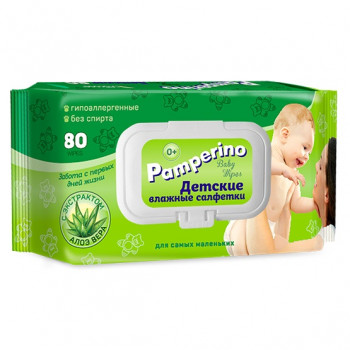 гипоаллергенные
без спирта
80
Забота с первых
дней жизни
С ЭКСТРАКТОМ
АЛОЭ ВЕРА
0+
Pamperino
Baby
Wipes
Детские
влажные салфетки
для самых маленьких